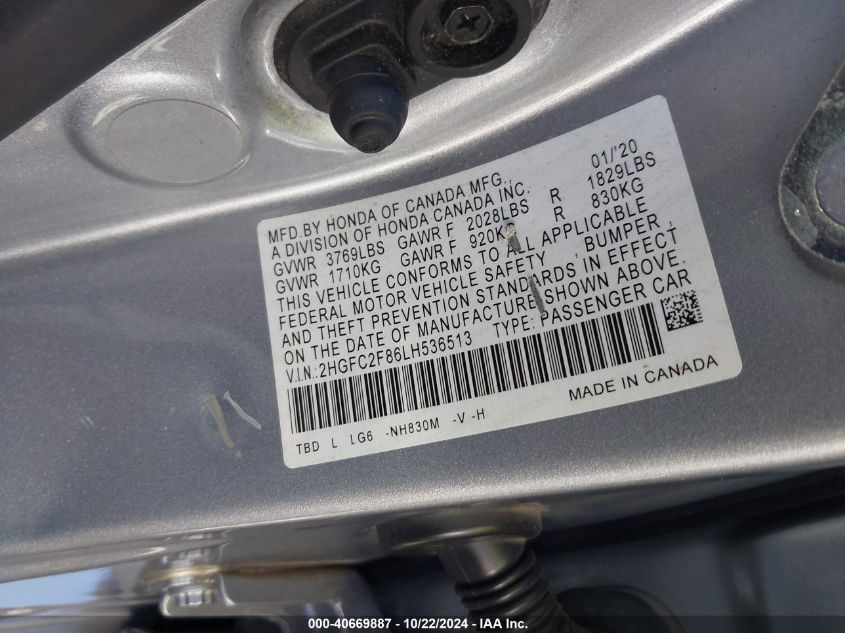 MFD.BY HONDA OF CANADA MFG., 01/'20
A DIVISION OF HONDA CANADA INC.
GVWR 3769LBS GAWR F 2028LBS R 1829LBS
GVWR 1710KG GAWR F 920KG R 830KG
THIS VEHICLE CONFORMS TO ALL APPLICABLE
FEDERAL MOTOR VEHICLE SAFETY, BUMPER,
AND THEFT PREVENTION STANDARDS IN EFFECT
ON THE DATE OF MANUFACTURE SHOWN ABOVE.
V.I.N.:2HGFC2F86LH536513 TYPE: PASSENGER CAR
MADE IN CANADA
TBD L LG6 -NH830M -V -H
000-40669887 - 10/22/2024 - IAA Inc.